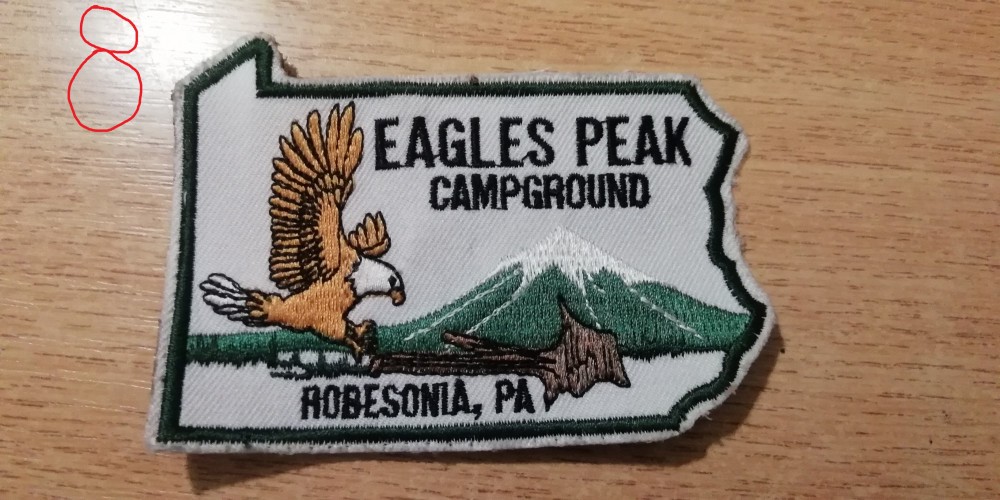 8
EAGLES PEAK
CAMPGROUND
ROBESONIA, PA